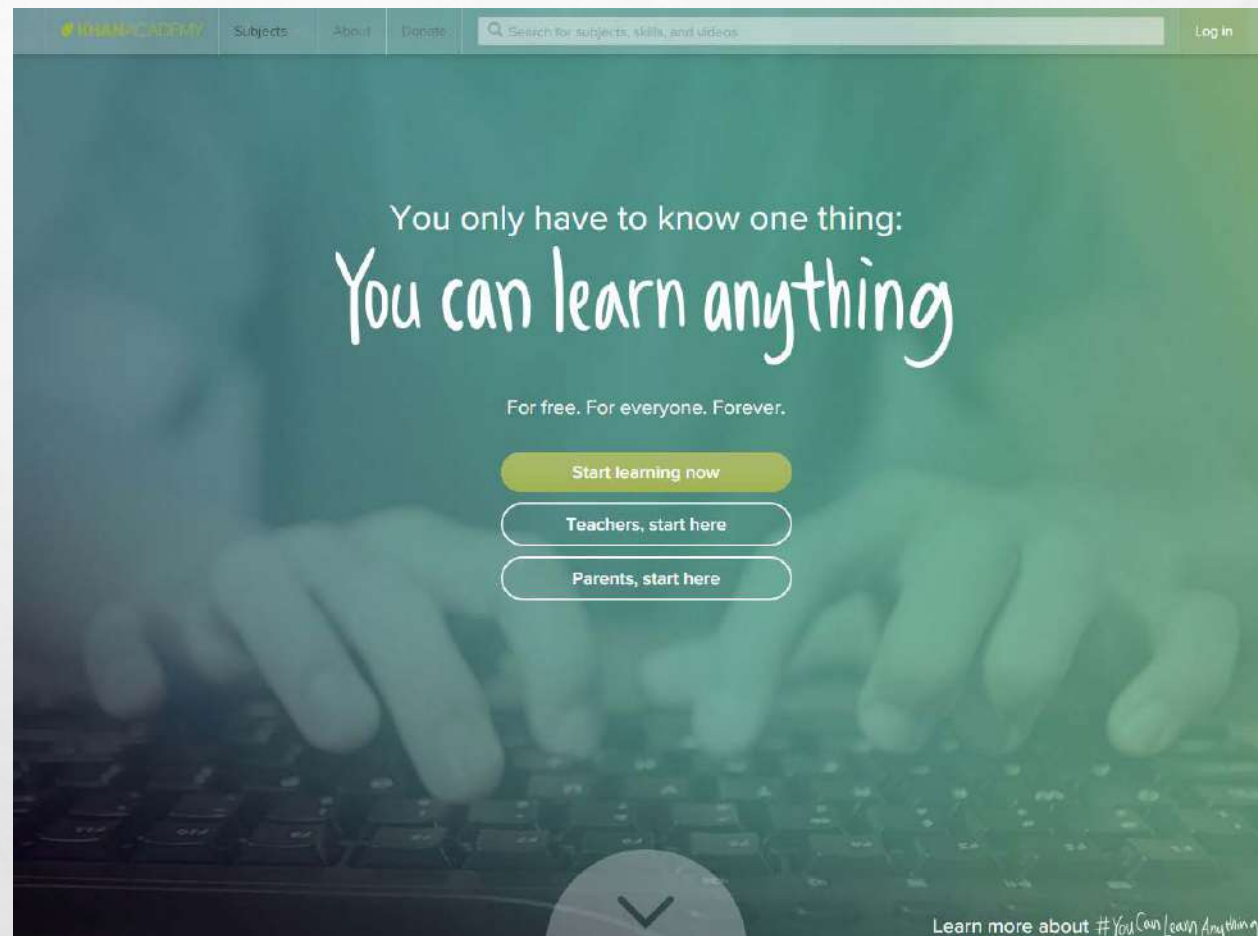 KHANACADEMY Subjects About Donate Search for subjects, skills, and videos Log in
You only have to know one thing:
You can learn anything
For free. For everyone. Forever.
Start learning now
Teachers, start here
Parents, start here
Learn more about #YouCanLearnAnything